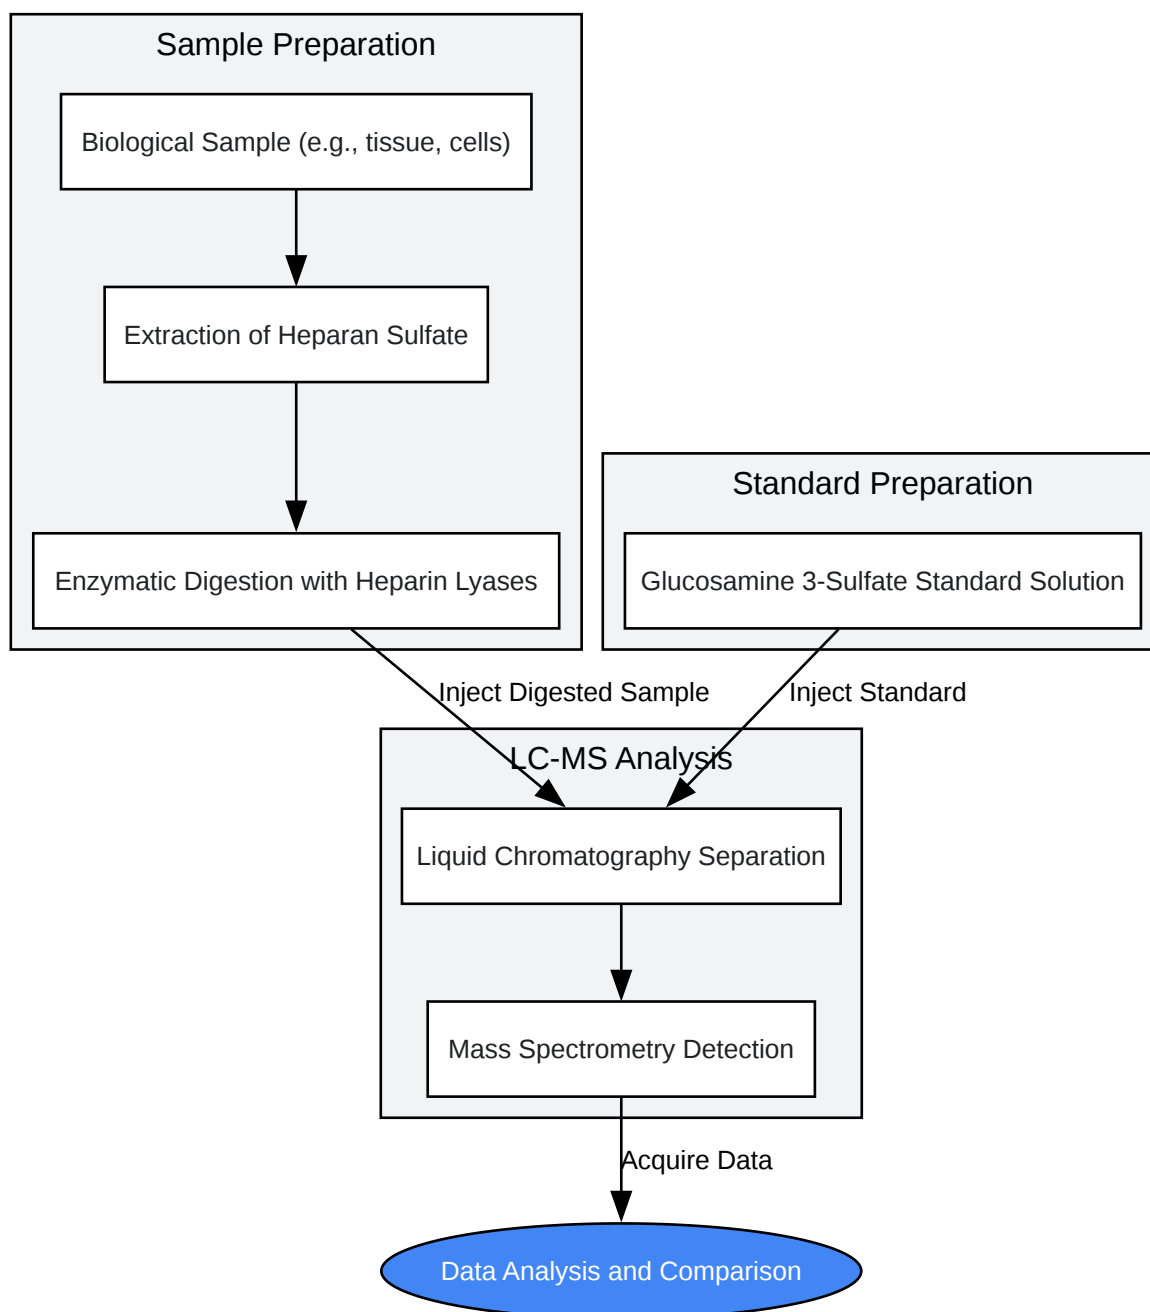 Sample Preparation
Biological Sample (e.g., tissue, cells)
Extraction of Heparan Sulfate
Enzymatic Digestion with Heparin Lyases
Standard Preparation
Glucosamine 3-Sulfate Standard Solution
Inject Digested Sample
Inject Standard
LC-MS Analysis
Liquid Chromatography Separation
Mass Spectrometry Detection
Acquire Data
Data Analysis and Comparison